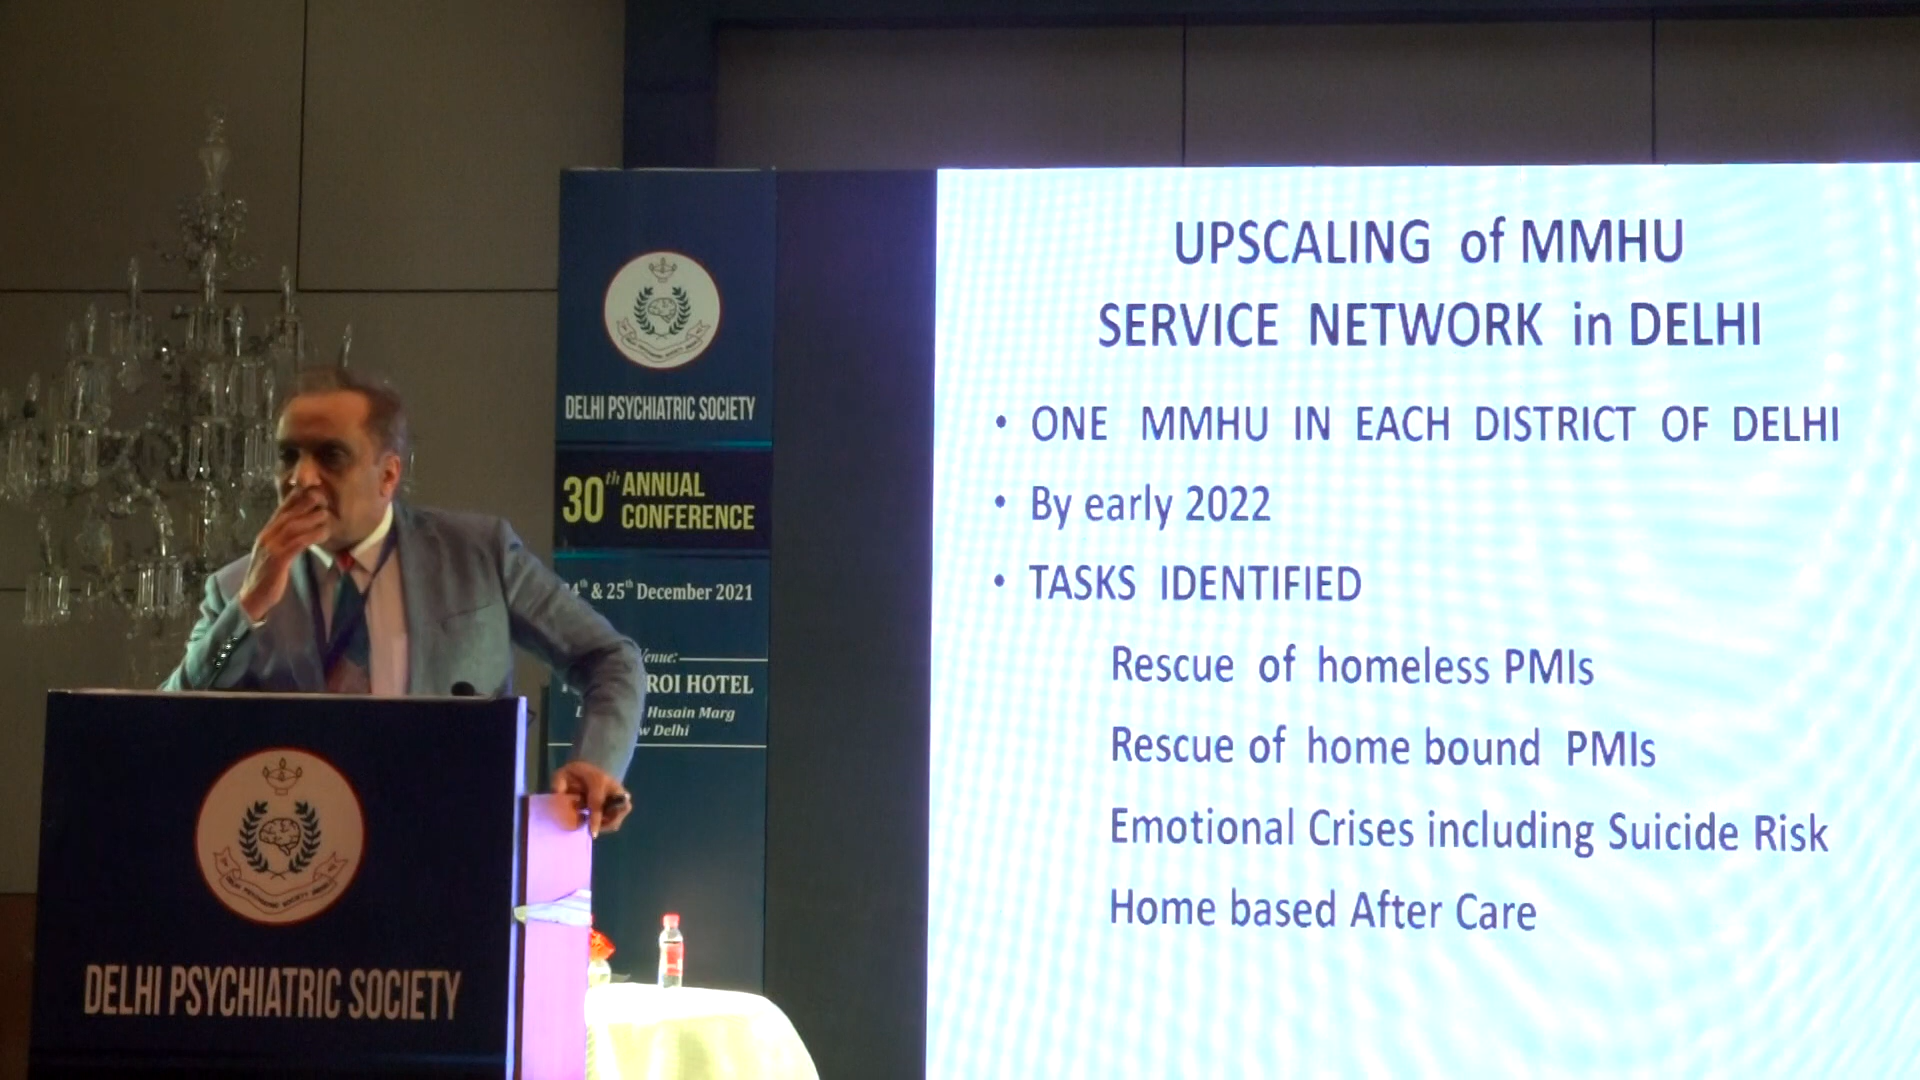 DELHI PSYCHIATRIC SOCIETY
30th ANNUAL
CONFERENCE
& 25th December 2021
Venue:
HOTEL
Husain Marg
Delhi
DELHI PSYCHIATRIC SOCIETY
UPSCALING of MMHU
SERVICE NETWORK in DELHI
• ONE MMHU IN EACH DISTRICT OF DELHI
• By early 2022
• TASKS IDENTIFIED
Rescue of homeless PMIs
Rescue of home bound PMIs
Emotional Crises including Suicide Risk
Home based After Care